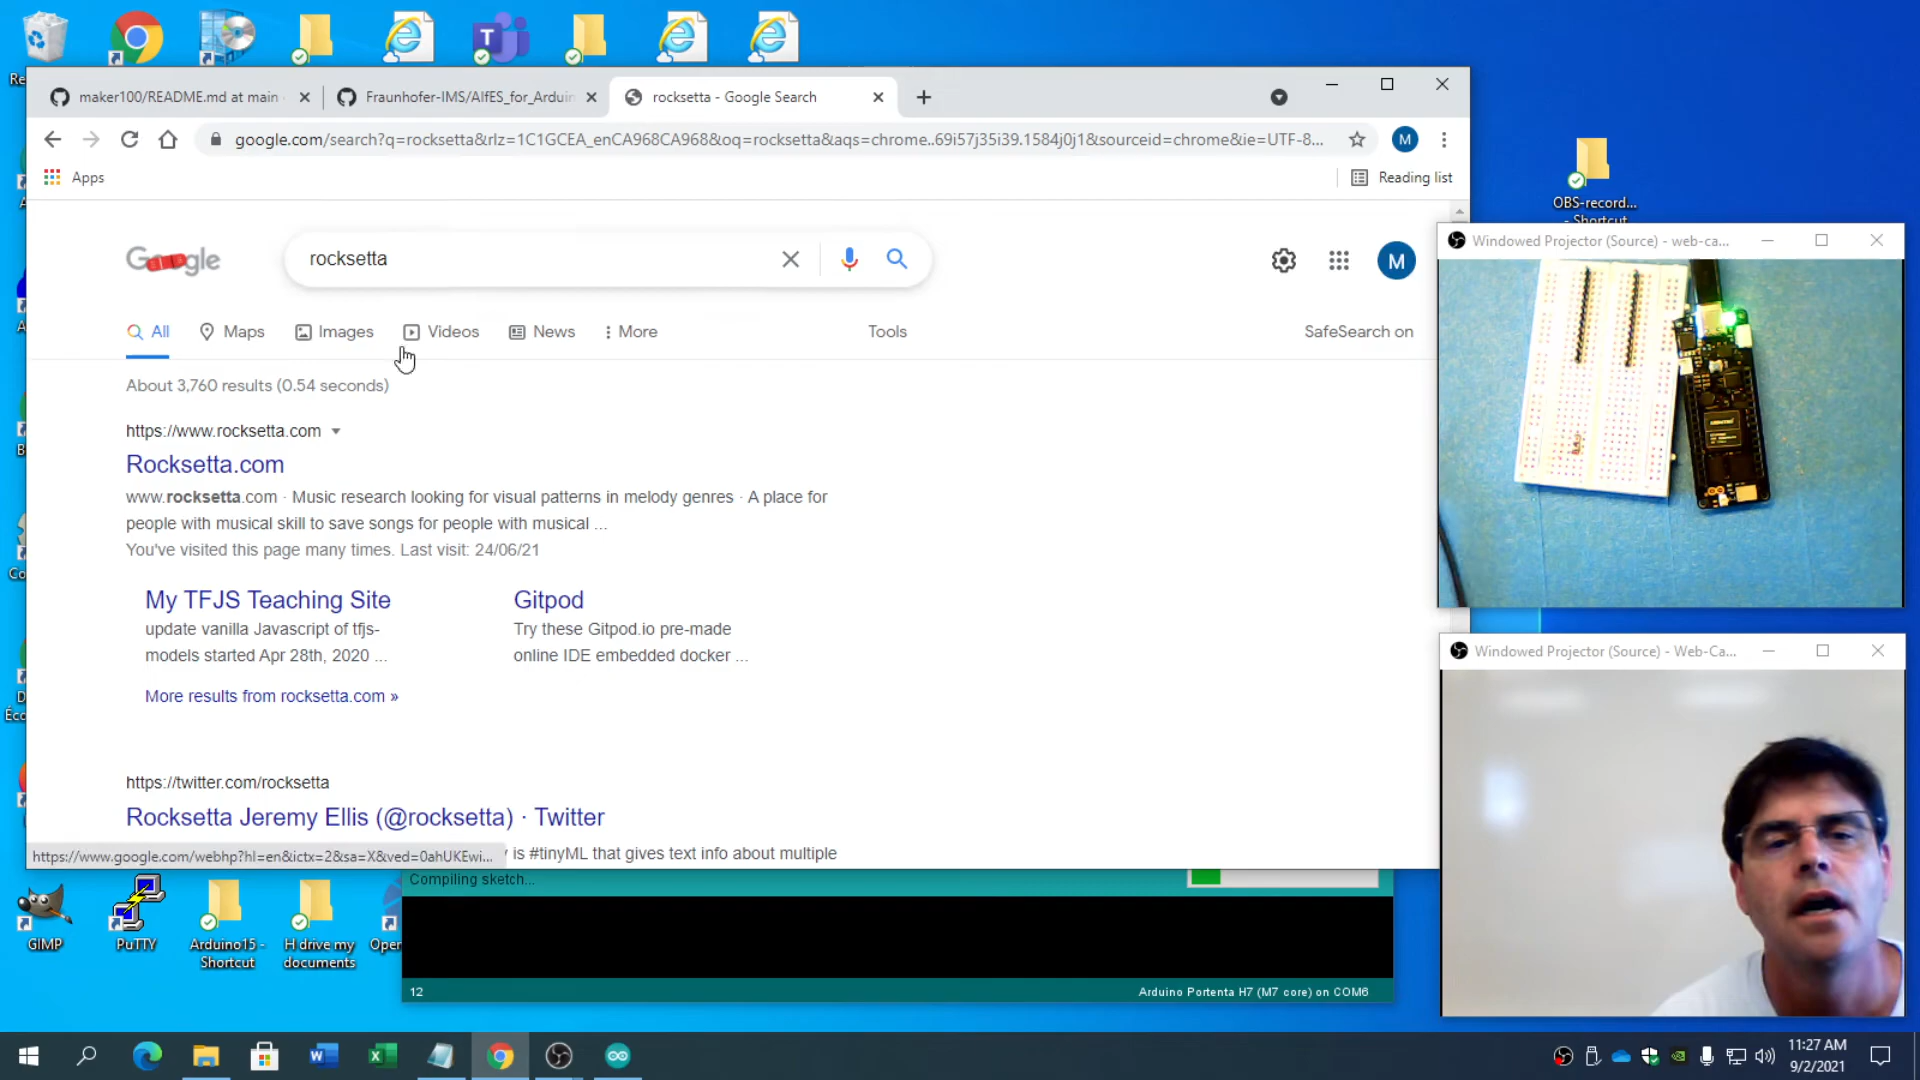 maker100/README.md at main
Fraunhofer-IMS/AIfES_for_Arduin
rocksetta - Google Search
google.com/search?q=rocksetta&rlz=1C1GCEA_enCA968CA968&oq=rocksetta&aqs=chrome..69i57j35i39.1584j0j1&sourceid=chrome&ie=UTF-8...
M
Apps
Reading list
OBS-record...
- Shortcut
Google
rocksetta
M
All
Maps
Images
Videos
News
More
Tools
SafeSearch on
About 3,760 results (0.54 seconds)
https://www.rocksetta.com
Rocksetta.com
www.rocksetta.com · Music research looking for visual patterns in melody genres · A place for
people with musical skill to save songs for people with musical ...
You've visited this page many times. Last visit: 24/06/21
My TFJS Teaching Site
update vanilla Javascript of tfjs-
models started Apr 28th, 2020 ...
Gitpod
Try these Gitpod.io pre-made
online IDE embedded docker ...
More results from rocksetta.com »
https://twitter.com/rocksetta
Rocksetta Jeremy Ellis (@rocksetta) · Twitter
is #tinyML that gives text info about multiple
https://www.google.com/webhp?hl=en&ictx=2&sa=X&ved=0ahUKEwi...
Windowed Projector (Source) - web-ca...
Windowed Projector (Source) - Web-Ca...
Compiling sketch...
12
Arduino Portenta H7 (M7 core) on COM6
GIMP
PuTTY
Arduino15 -
Shortcut
H drive my
documents
Oper
11:27 AM
9/2/2021